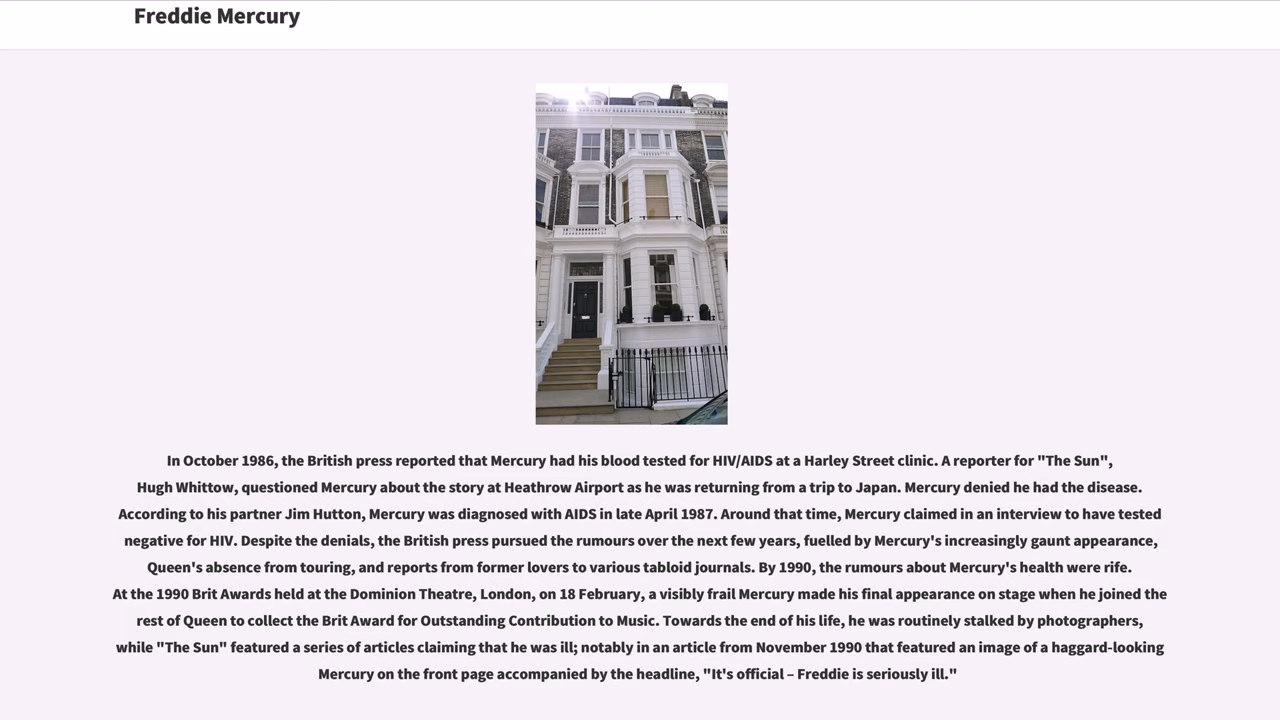 Freddie Mercury
In October 1986, the British press reported that Mercury had his blood tested for HIV/AIDS at a Harley Street clinic. A reporter for "The Sun",
Hugh Whittow, questioned Mercury about the story at Heathrow Airport as he was returning from a trip to Japan. Mercury denied he had the disease.
According to his partner Jim Hutton, Mercury was diagnosed with AIDS in late April 1987. Around that time, Mercury claimed in an interview to have tested
negative for HIV. Despite the denials, the British press pursued the rumours over the next few years, fuelled by Mercury's increasingly gaunt appearance,
Queen's absence from touring, and reports from former lovers to various tabloid journals. By 1990, the rumours about Mercury's health were rife.
At the 1990 Brit Awards held at the Dominion Theatre, London, on 18 February, a visibly frail Mercury made his final appearance on stage when he joined the
rest of Queen to collect the Brit Award for Outstanding Contribution to Music. Towards the end of his life, he was routinely stalked by photographers,
while "The Sun" featured a series of articles claiming that he was ill; notably in an article from November 1990 that featured an image of a haggard-looking
Mercury on the front page accompanied by the headline, "It's official – Freddie is seriously ill."